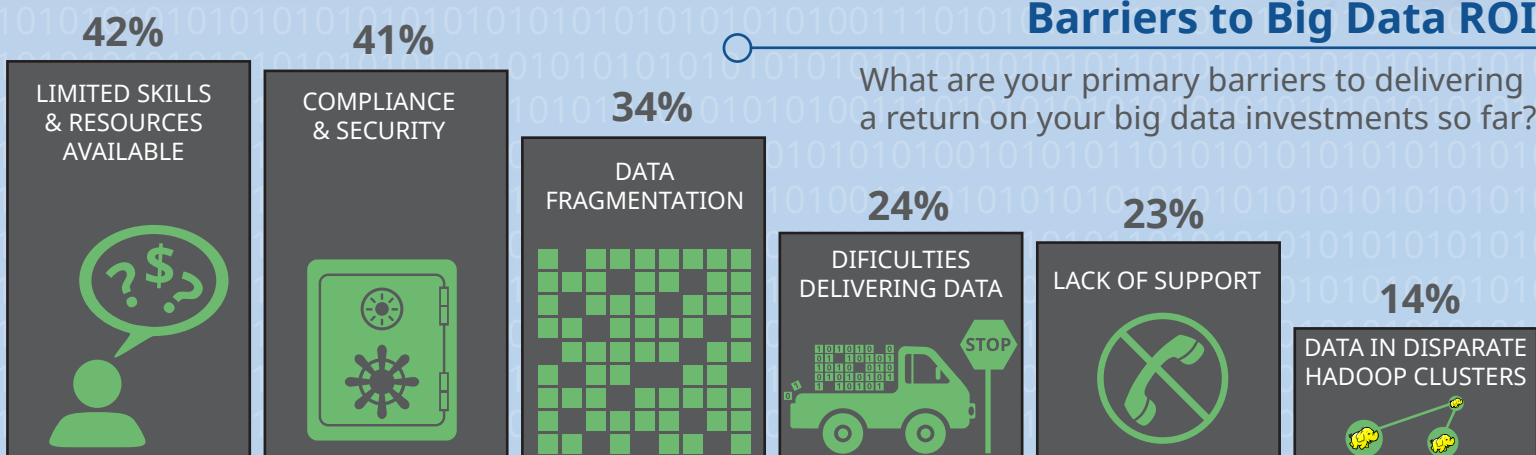 Barriers to Big Data ROI
What are your primary barriers to delivering
a return on your big data investments so far?
42%
LIMITED SKILLS
& RESOURCES
AVAILABLE
41%
COMPLIANCE
& SECURITY
34%
DATA
FRAGMENTATION
24%
DIFICULTIES
DELIVERING DATA
STOP
23%
LACK OF SUPPORT
14%
DATA IN DISPARATE
HADOOP CLUSTERS